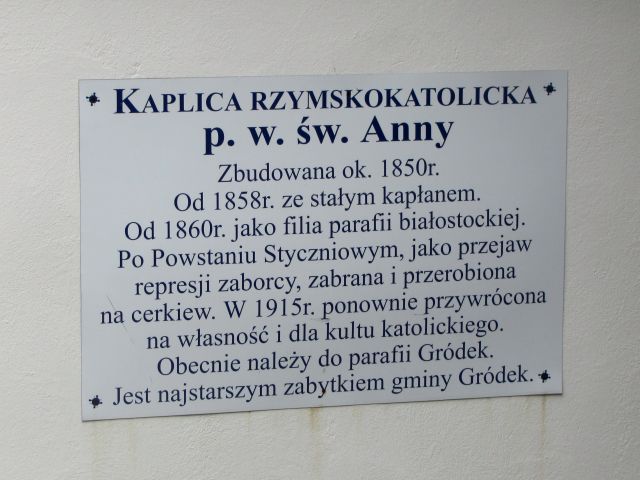 KAPLICA RZYMSKOKATOLICKA
p. w. św. Anny
Zbudowana ok. 1850r.
Od 1858r. ze stałym kapłanem.
Od 1860r. jako filia parafii białostockiej.
Po Powstaniu Styczniowym, jako przejaw
represji zaborcy, zabrana i przerobiona
na cerkiew. W 1915r. ponownie przywrócona
na własność i dla kultu katolickiego.
Obecnie należy do parafii Gródek.
Jest najstarszym zabytkiem gminy Gródek.